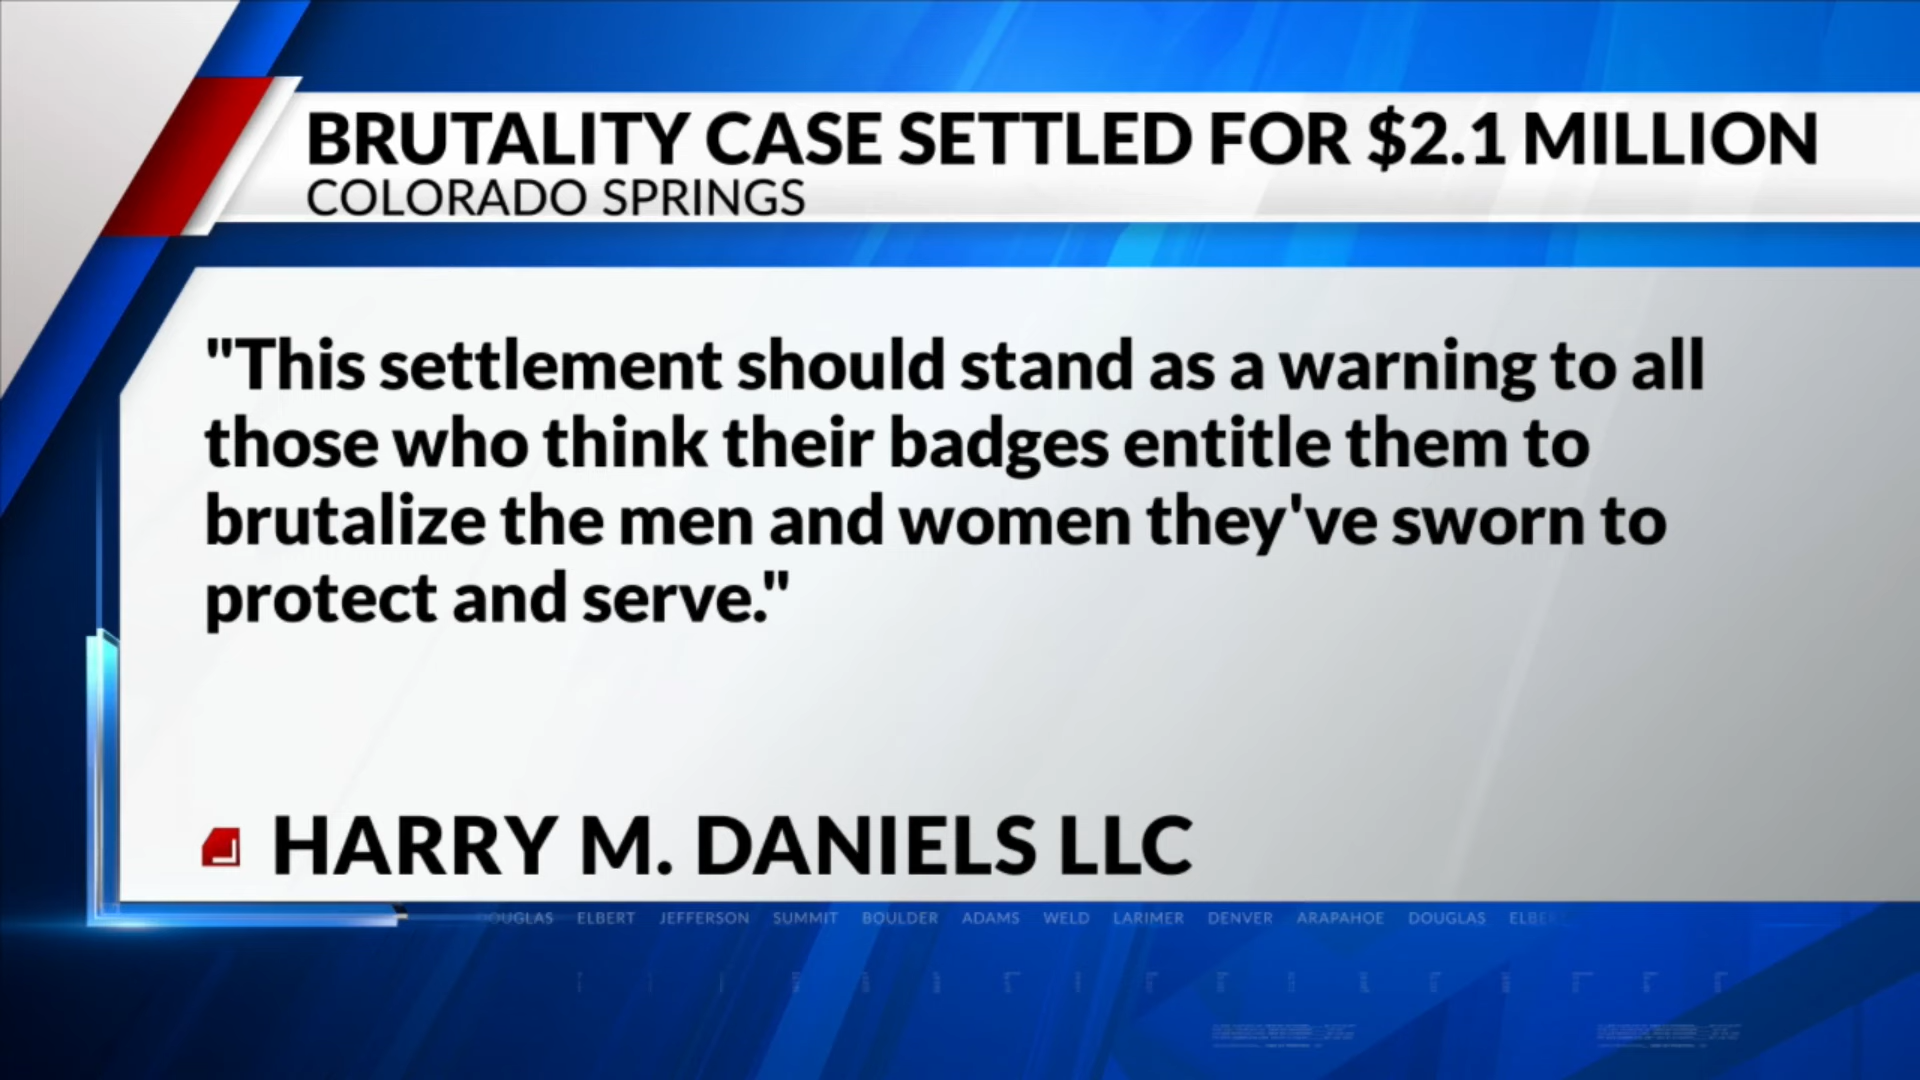 BRUTALITY CASE SETTLED FOR $2.1 MILLION
COLORADO SPRINGS
"This settlement should stand as a warning to all
those who think their badges entitle them to
brutalize the men and women they've sworn to
protect and serve."
HARRY M. DANIELS LLC
OUGLAS ELBERT JEFFERSON SUMMIT BOULDER ADAMS WELD LARIMER DENVER ARAPAHOE DOUGLAS ELBER